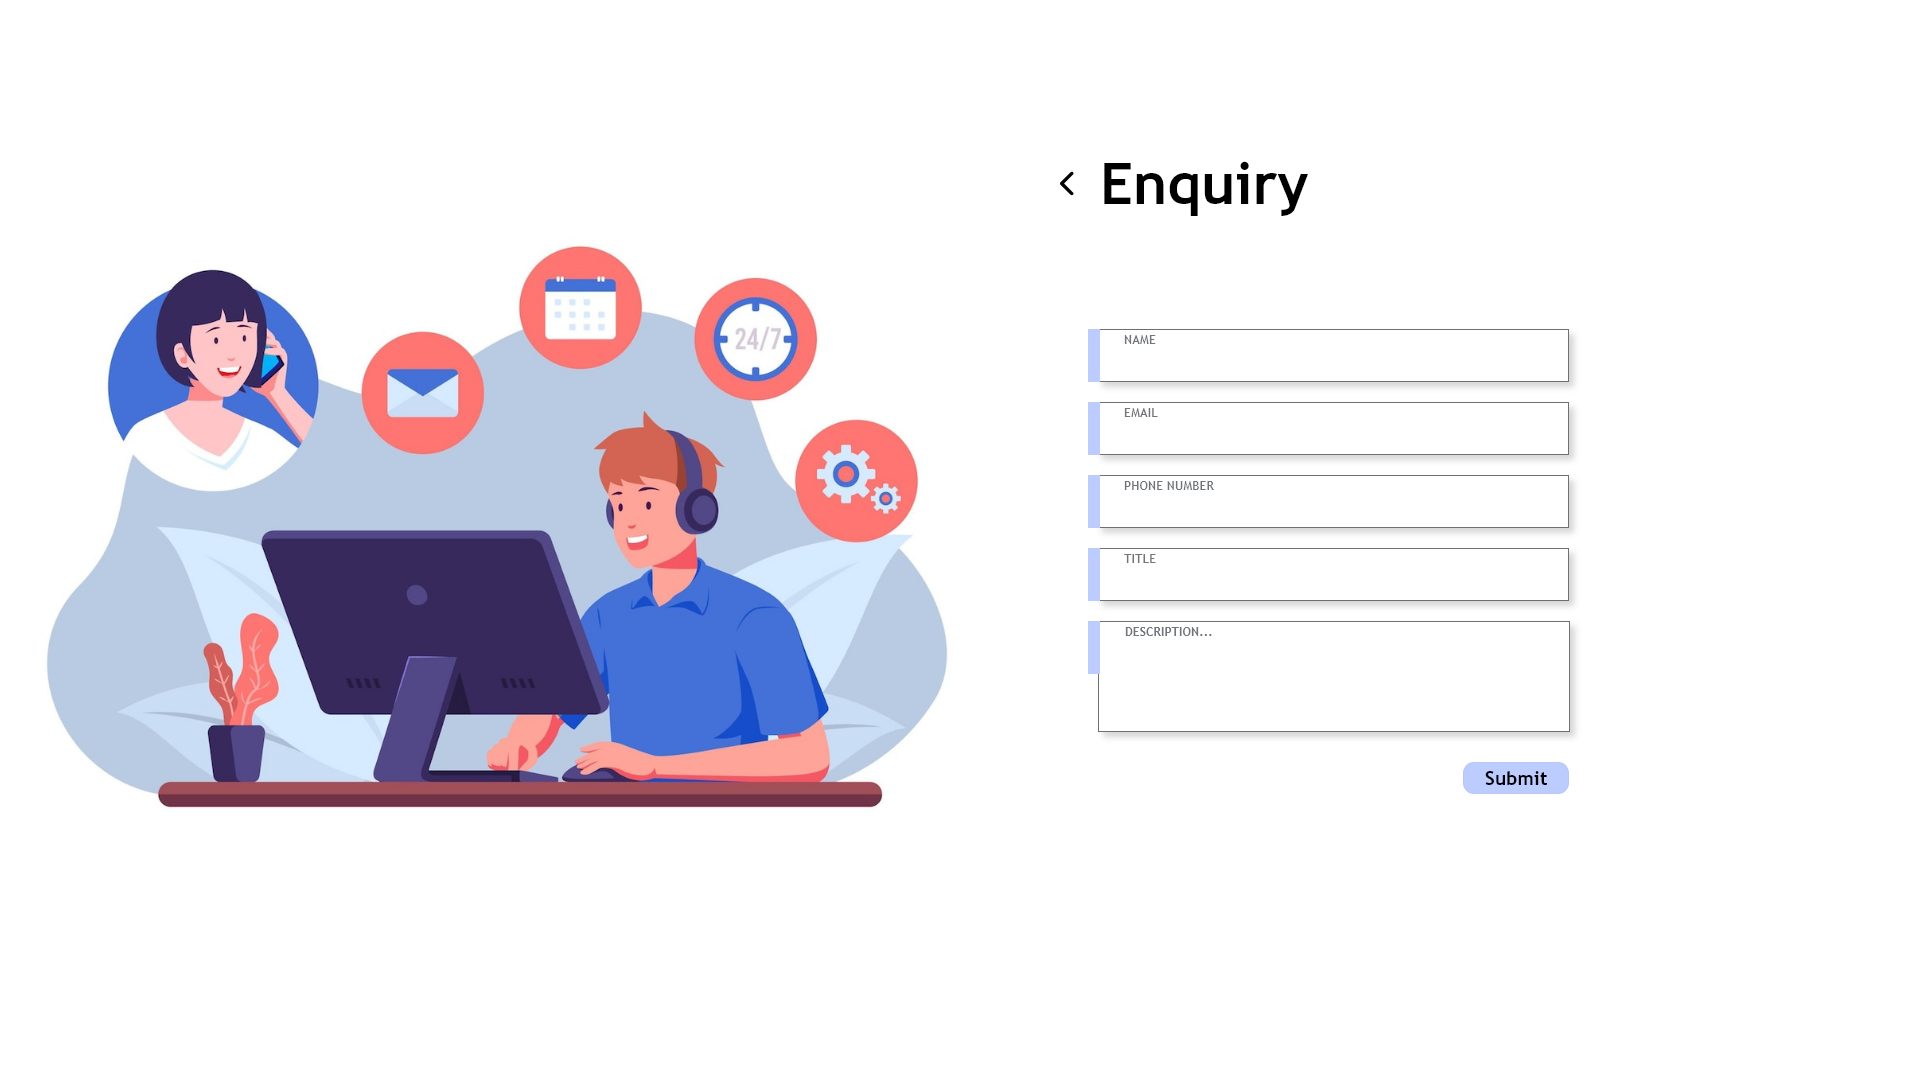 Enquiry
24/7
NAME
EMAIL
PHONE NUMBER
TITLE
DESCRIPTION...
Submit